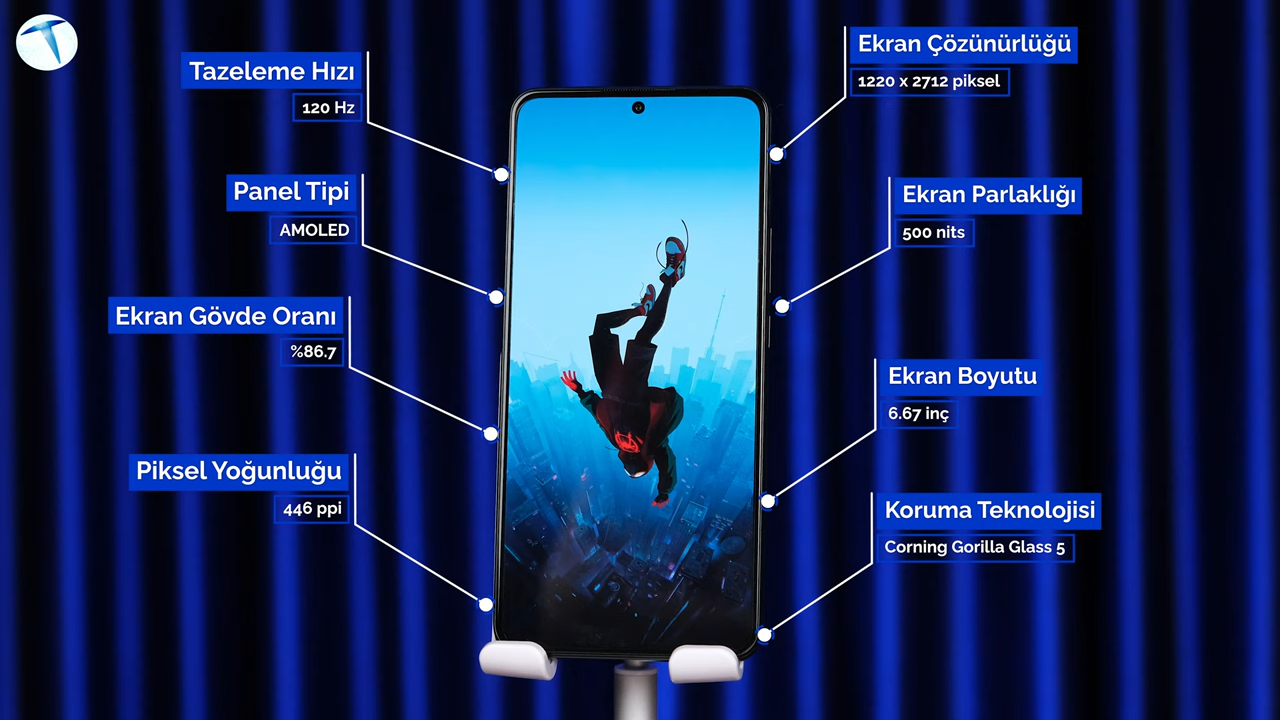 Tazeleme Hızı
120 Hz
Panel Tipi
AMOLED
Ekran Gövde Oranı
%86.7
Piksel Yoğunluğu
446 ppi
Ekran Çözünürlüğü
1220 x 2712 piksel
Ekran Parlaklığı
500 nits
Ekran Boyutu
6.67 inç
Koruma Teknolojisi
Corning Gorilla Glass 5